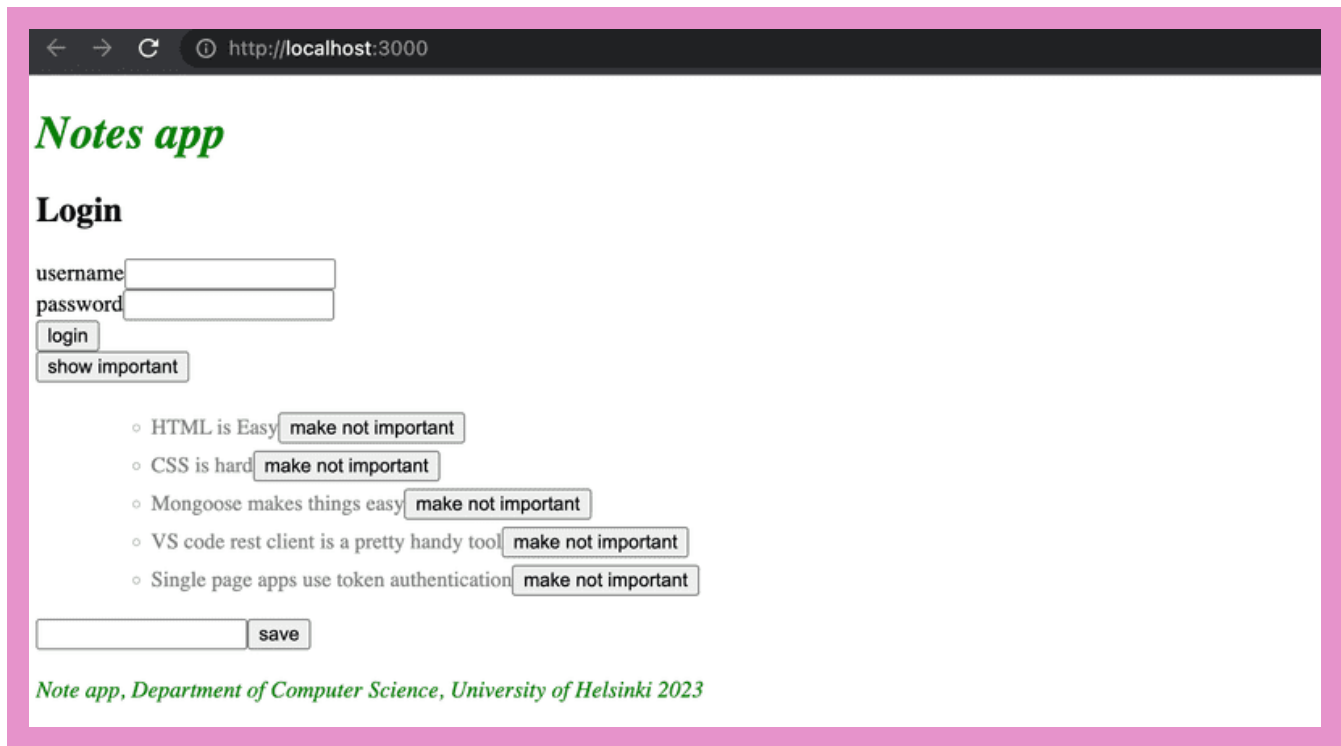 http://localhost:3000
Notes app
Login
username
password
login
show important
HTML is Easy make not important
CSS is hard make not important
Mongoose makes things easy make not important
VS code rest client is a pretty handy tool make not important
Single page apps use token authentication make not important
save
Note app, Department of Computer Science, University of Helsinki 2023